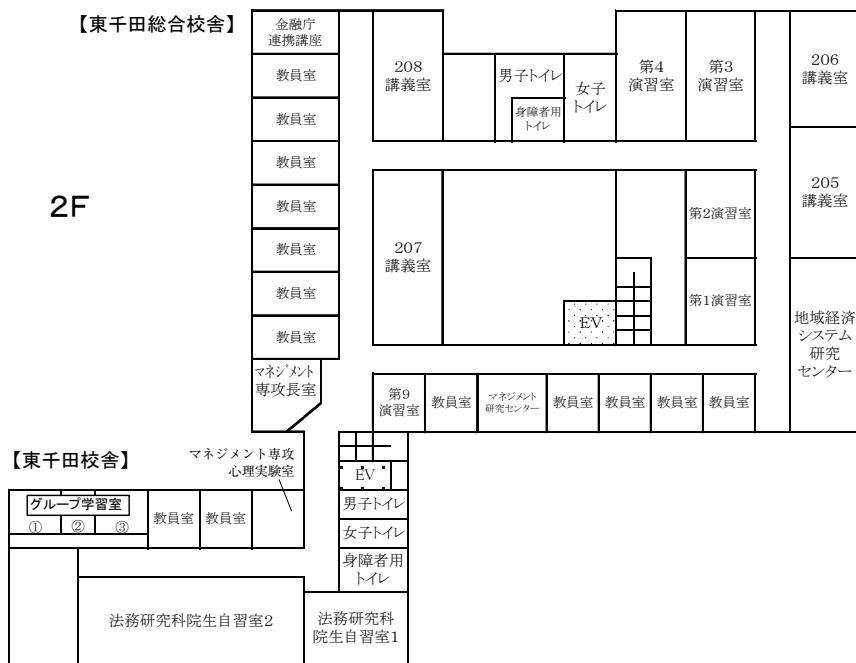 【東千田総合校舎】
金融庁
連携講座
教員室
教員室
教員室
教員室
教員室
教員室
教員室
マネジメント
専攻長室
2F
208
講義室
男子トイレ
身障者用
トイレ
女子
トイレ
第4
演習室
第3
演習室
206
講義室
205
講義室
207
講義室
EV
第2演習室
第1演習室
地域経済
システム
研究
センター
第9
演習室
教員室
マネジメント
研究センター
教員室
教員室
教員室
教員室
【東千田校舎】
マネジメント専攻
心理実験室
EV
男子トイレ
女子トイレ
身障者用
トイレ
グループ学習室
①
②
③
教員室
教員室
法務研究科院生自習室2
法務研究科
院生自習室1